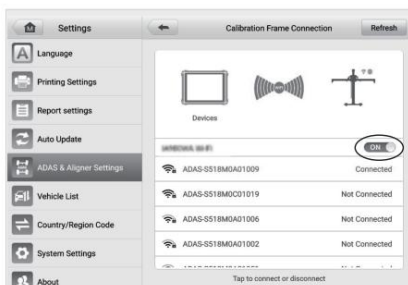 Settings
Calibration Frame Connection
Refresh
Language
Printing Settings
Report settings
Auto Update
ADAS & Aligner Settings
Vehicle List
Country/Region Code
System Settings
About
Devices
ON
ADAS-S518M0A01009 Connected
ADAS-S518M0C01019 Not Connected
ADAS-S518M0A01006 Not Connected
ADAS-S518M0A01002 Not Connected
Tap to connect or disconnect